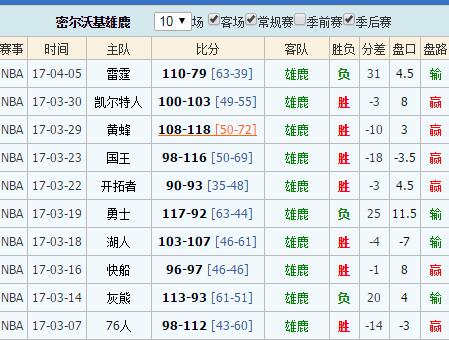 密尔沃基雄鹿 10 场 客场 常规赛 季前赛 季后赛
赛事 时间 主队 比分 客队 胜负 分差 盘口 盘路
NBA 17-04-05 雷霆 110-79 [63-39] 雄鹿 负 31 4.5 输
NBA 17-03-30 凯尔特人 100-103 [49-55] 雄鹿 胜 -3 8 赢
NBA 17-03-29 黄蜂 108-118 [50-72] 雄鹿 胜 -10 3 赢
NBA 17-03-23 国王 98-116 [50-69] 雄鹿 胜 -18 -3.5 赢
NBA 17-03-22 开拓者 90-93 [35-48] 雄鹿 胜 -3 4.5 赢
NBA 17-03-19 勇士 117-92 [63-44] 雄鹿 负 25 11.5 输
NBA 17-03-18 湖人 103-107 [46-61] 雄鹿 胜 -4 -7 输
NBA 17-03-16 快船 96-97 [46-46] 雄鹿 胜 -1 8 赢
NBA 17-03-14 灰熊 113-93 [61-51] 雄鹿 负 20 4 输
NBA 17-03-07 76人 98-112 [43-60] 雄鹿 胜 -14 -3 赢